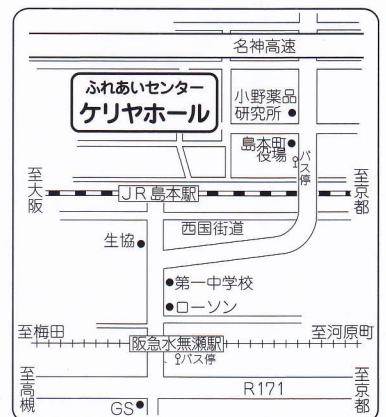 名神高速
ふれあいセンター
ケリヤホール
小野薬品
研究所
島本町
役場
バス停
至大阪
JR島本駅
至京都
西国街道
生協
第一中学校
ローソン
至梅田
至河原町
阪急水無瀬駅
バス停
至高槻
R171
至京都
GS